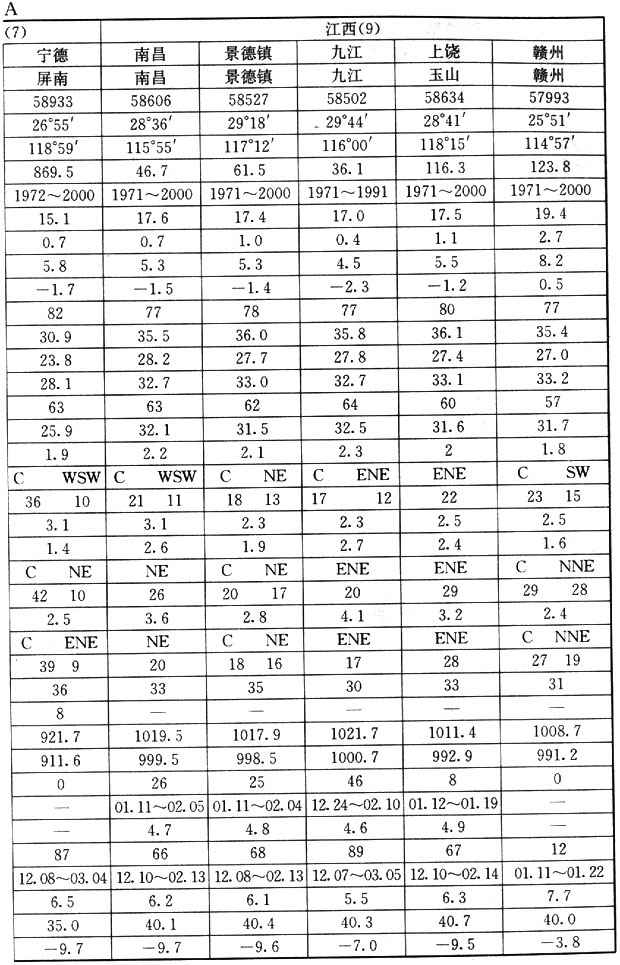 A
(7) 江西(9)
宁德 南昌 景德镇 九江 上饶 赣州
屏南 南昌 景德镇 九江 玉山 赣州
58933 58606 58527 58502 58634 57993
26°55′ 28°36′ 29°18′ 29°44′ 28°41′ 25°51′
118°59′ 115°55′ 117°12′ 116°00′ 118°15′ 114°57′
869.5 46.7 61.5 36.1 116.3 123.8
1972～2000 1971～2000 1971～2000 1971～1991 1971～2000 1971～2000
15.1 17.6 17.4 17.0 17.5 19.4
0.7 0.7 1.0 0.4 1.1 2.7
5.8 5.3 5.3 4.5 5.5 8.2
−1.7 −1.5 −1.4 −2.3 −1.2 0.5
82 77 78 77 80 77
30.9 35.5 36.0 35.8 36.1 35.4
23.8 28.2 27.7 27.8 27.4 27.0
28.1 32.7 33.0 32.7 33.1 33.2
63 63 62 64 60 57
25.9 32.1 31.5 32.5 31.6 31.7
1.9 2.2 2.1 2.3 2 1.8
C WSW C WSW C NE C ENE ENE C SW
36 10 21 11 18 13 17 12 22 23 15
3.1 3.1 2.3 2.3 2.5 2.5
1.4 2.6 1.9 2.7 2.4 1.6
C NE NE C NE ENE ENE C NNE
42 10 26 20 17 20 29 29 28
2.5 3.6 2.8 4.1 3.2 2.4
C ENE NE C NE ENE ENE C NNE
39 9 20 18 16 17 28 27 19
36 33 35 30 33 31
8 — — — — —
921.7 1019.5 1017.9 1021.7 1011.4 1008.7
911.6 999.5 998.5 1000.7 992.9 991.2
0 26 25 46 8 0
— 01.11～02.05 01.11～02.04 12.24～02.10 01.12～01.19 —
— 4.7 4.8 4.6 4.9 —
87 66 68 89 67 12
12.08～03.04 12.10～02.13 12.08～02.13 12.07～03.05 12.10～02.14 01.11～01.22
6.5 6.2 6.1 5.5 6.3 7.7
35.0 40.1 40.4 40.3 40.7 40.0
−9.7 −9.7 −9.6 −7.0 −9.5 −3.8